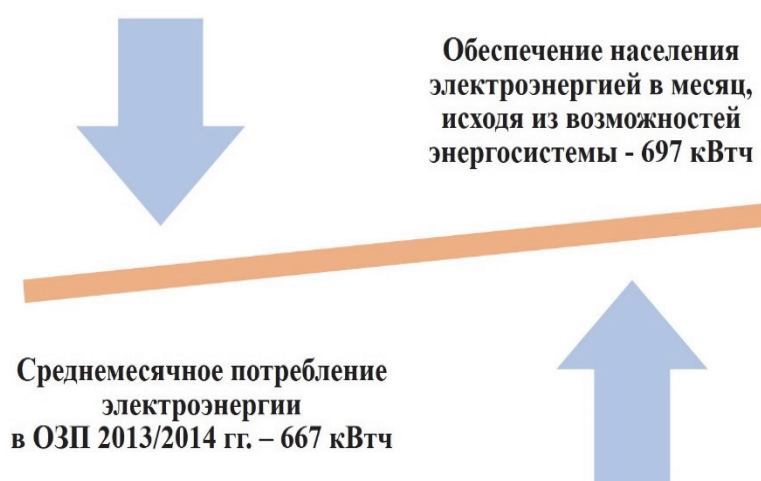 Обеспечение населения
электроэнергией в месяц,
исходя из возможностей
энергосистемы - 697 кВтч
Среднемесячное потребление
электроэнергии
в ОЗП 2013/2014 гг. – 667 кВтч